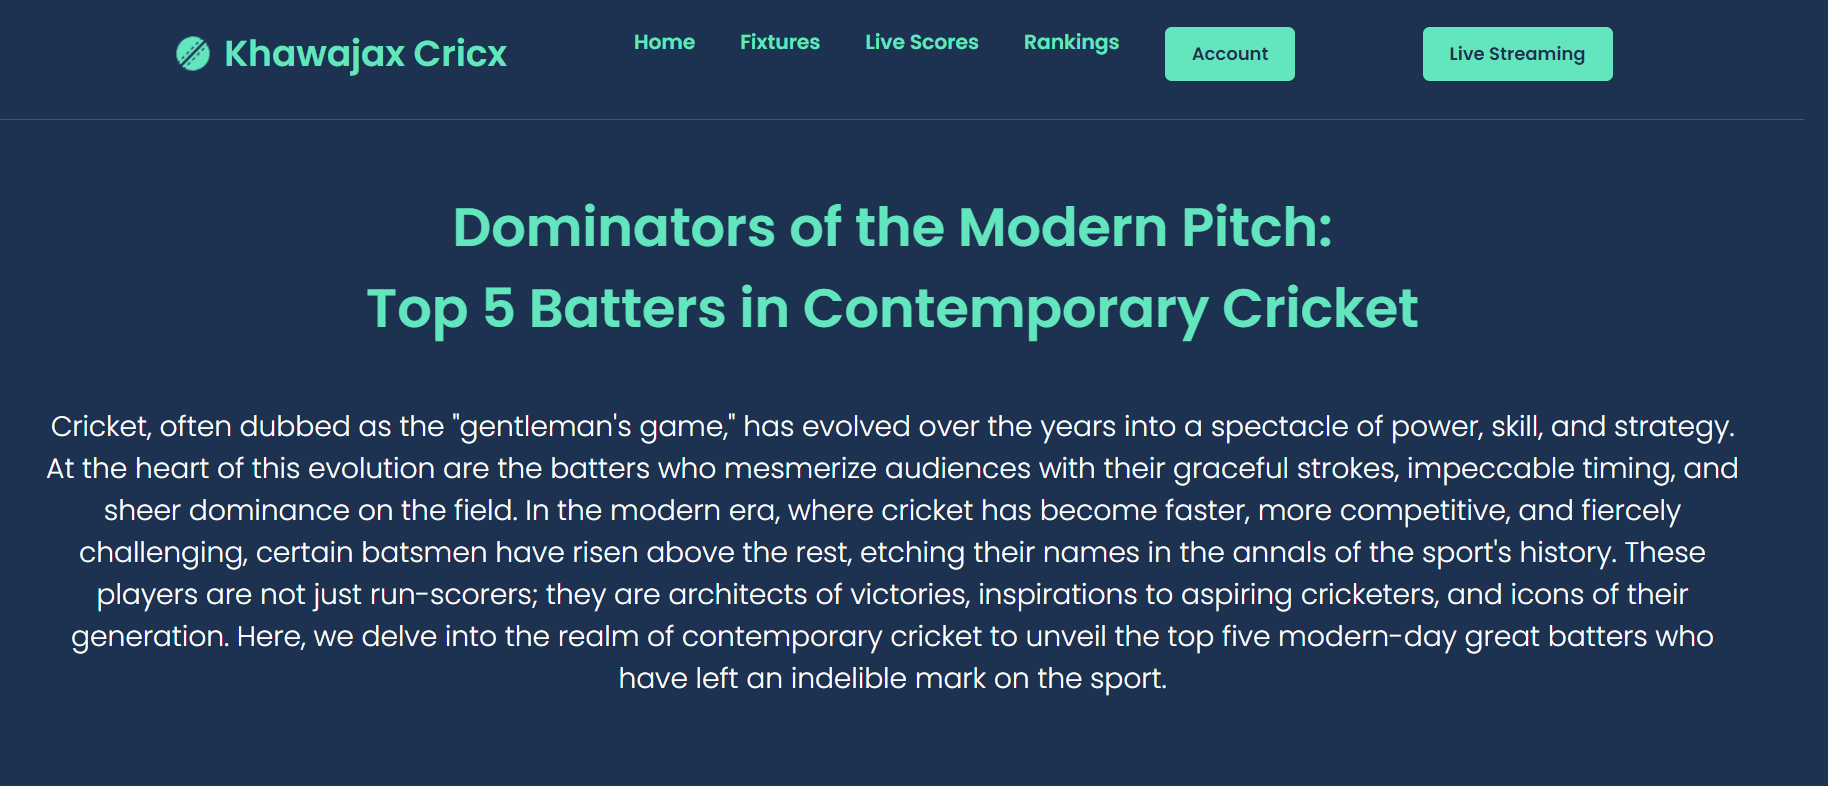 Khawajax Cricx
Home
Fixtures
Live Scores
Rankings
Account
Live Streaming
Dominators of the Modern Pitch:
Top 5 Batters in Contemporary Cricket
Cricket, often dubbed as the "gentleman's game," has evolved over the years into a spectacle of power, skill, and strategy.
At the heart of this evolution are the batters who mesmerize audiences with their graceful strokes, impeccable timing, and
sheer dominance on the field. In the modern era, where cricket has become faster, more competitive, and fiercely
challenging, certain batsmen have risen above the rest, etching their names in the annals of the sport's history. These
players are not just run-scorers; they are architects of victories, inspirations to aspiring cricketers, and icons of their
generation. Here, we delve into the realm of contemporary cricket to unveil the top five modern-day great batters who
have left an indelible mark on the sport.